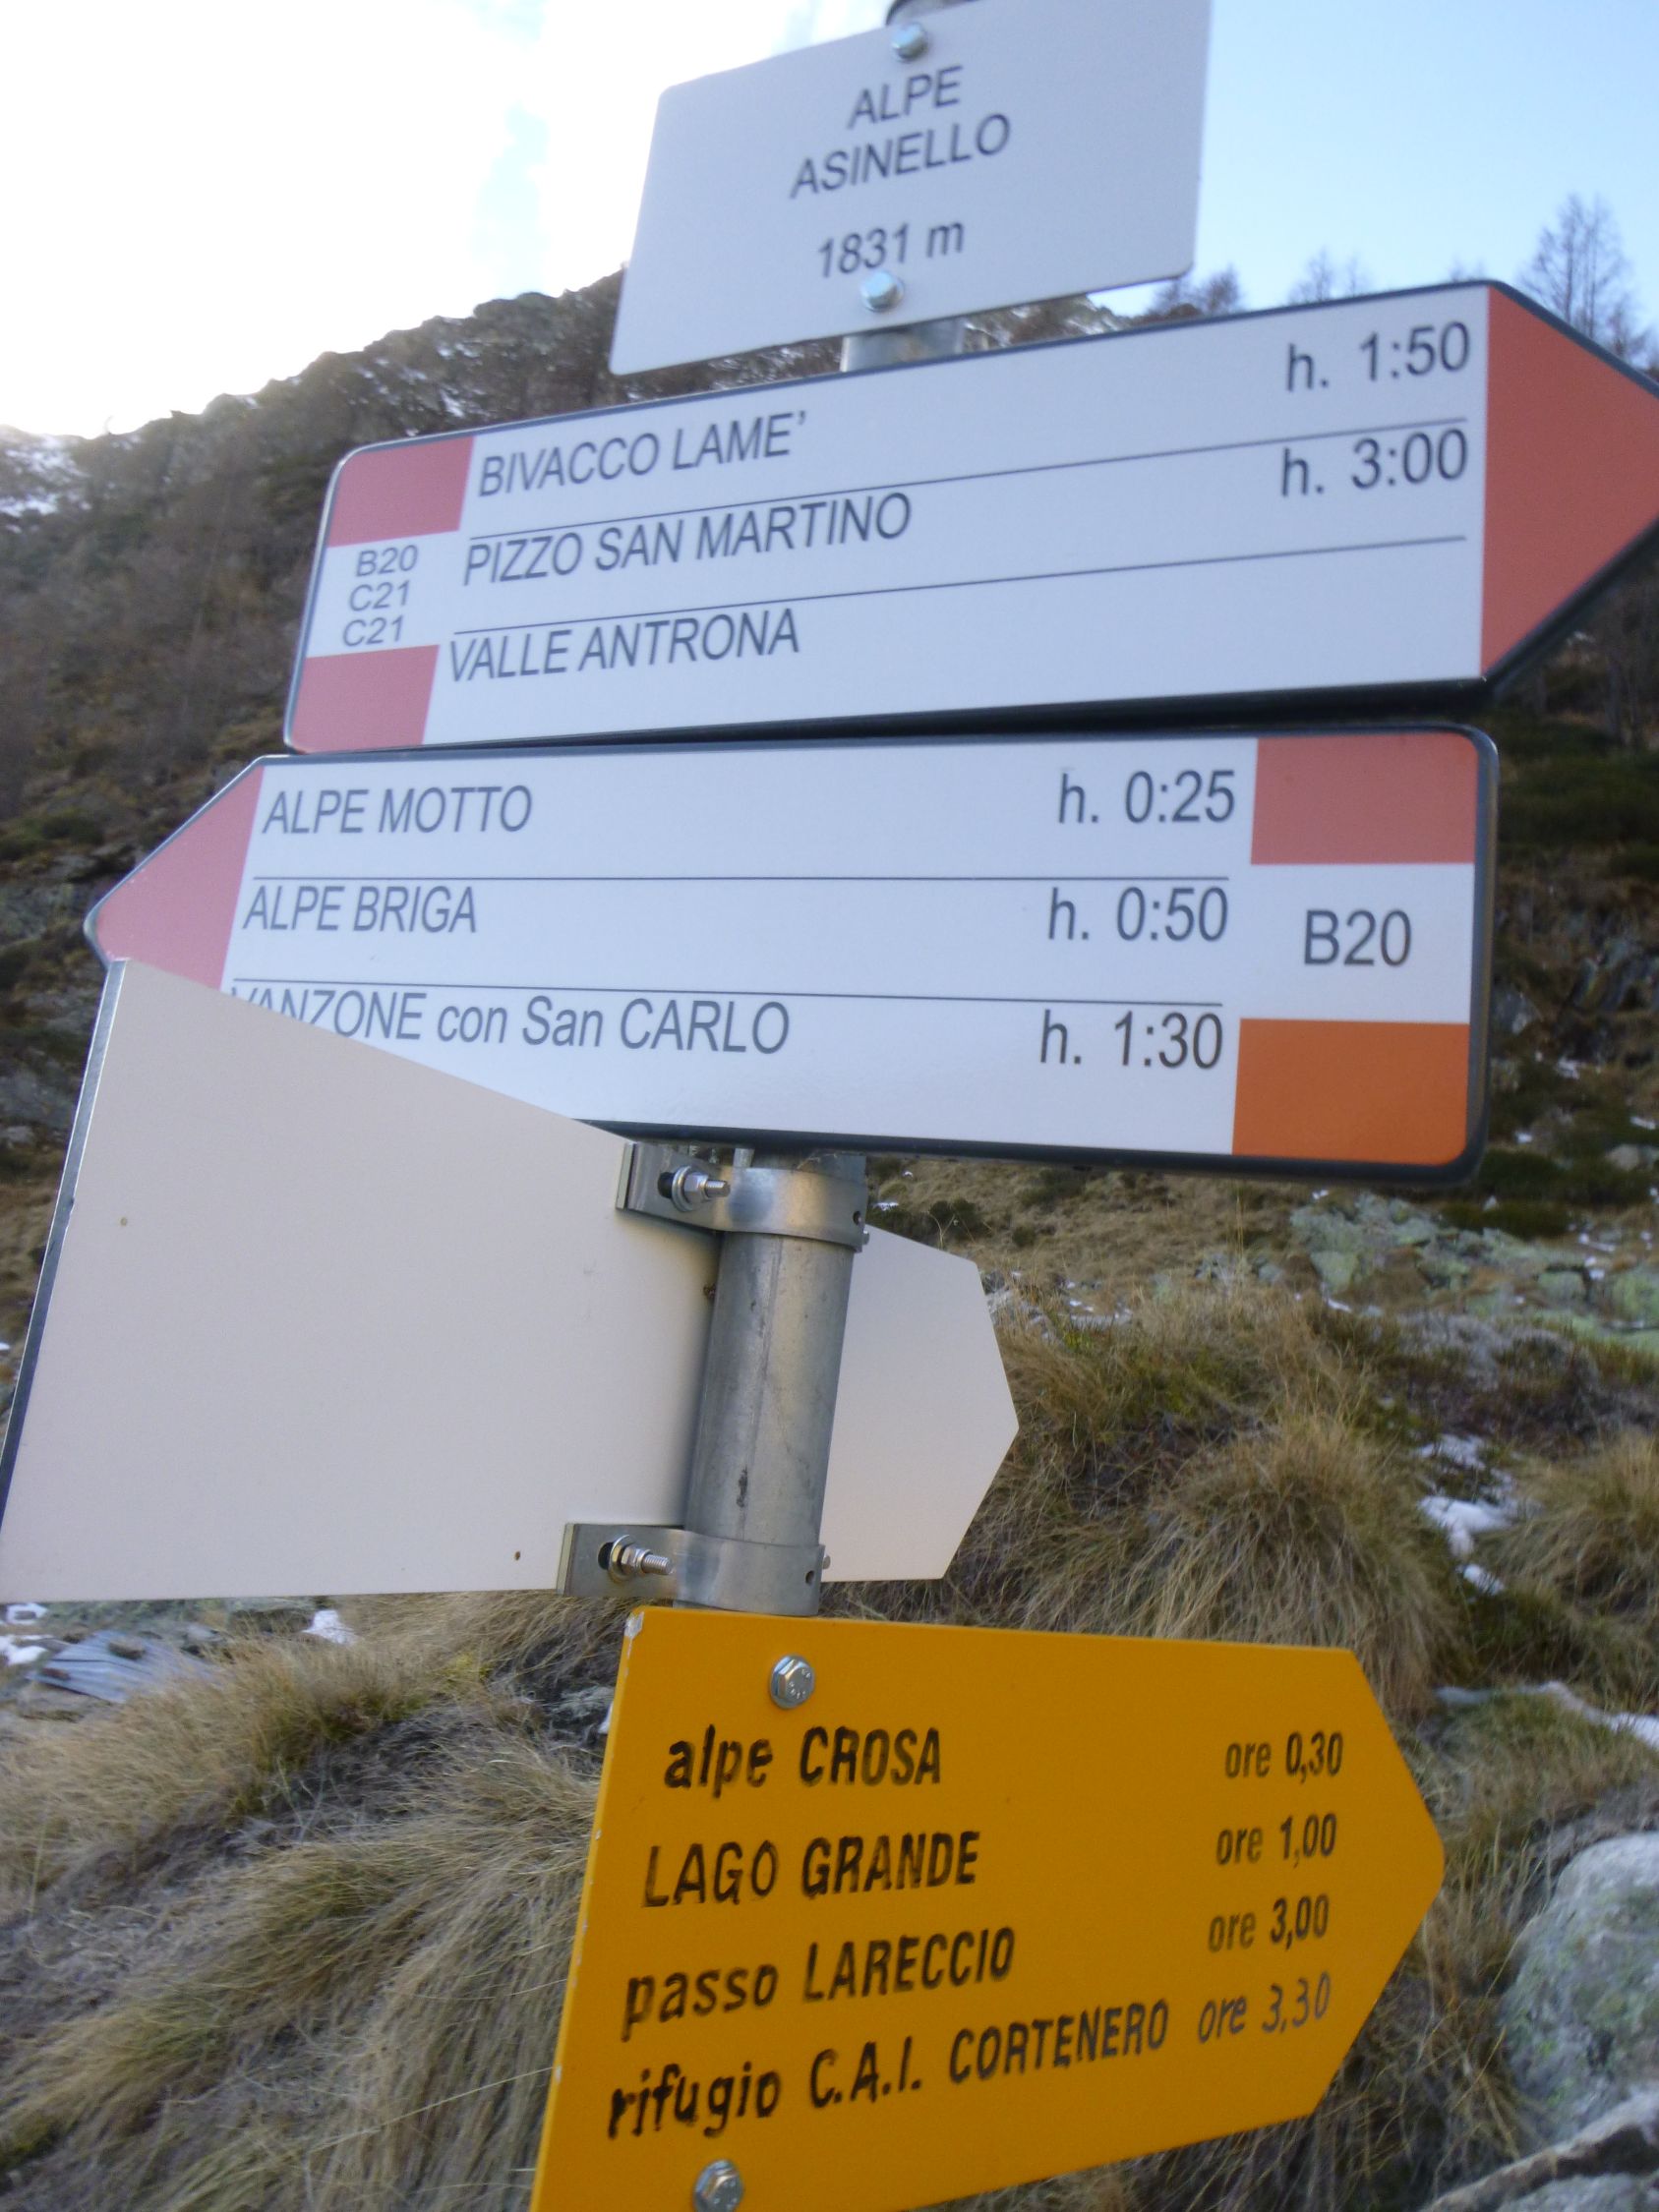 ALPE
ASINELLO
1831 m
BIVACCO LAME' h. 1:50
PIZZO SAN MARTINO h. 3:00
VALLE ANTRONA
B20
C21
C21
ALPE MOTTO h. 0:25
ALPE BRIGA h. 0:50
VANZONE con San CARLO h. 1:30
B20
alpe CROSA ore 0,30
LAGO GRANDE ore 1,00
passo LARECCIO ore 3,00
rifugio C.A.I. CORTENERO ore 3,30